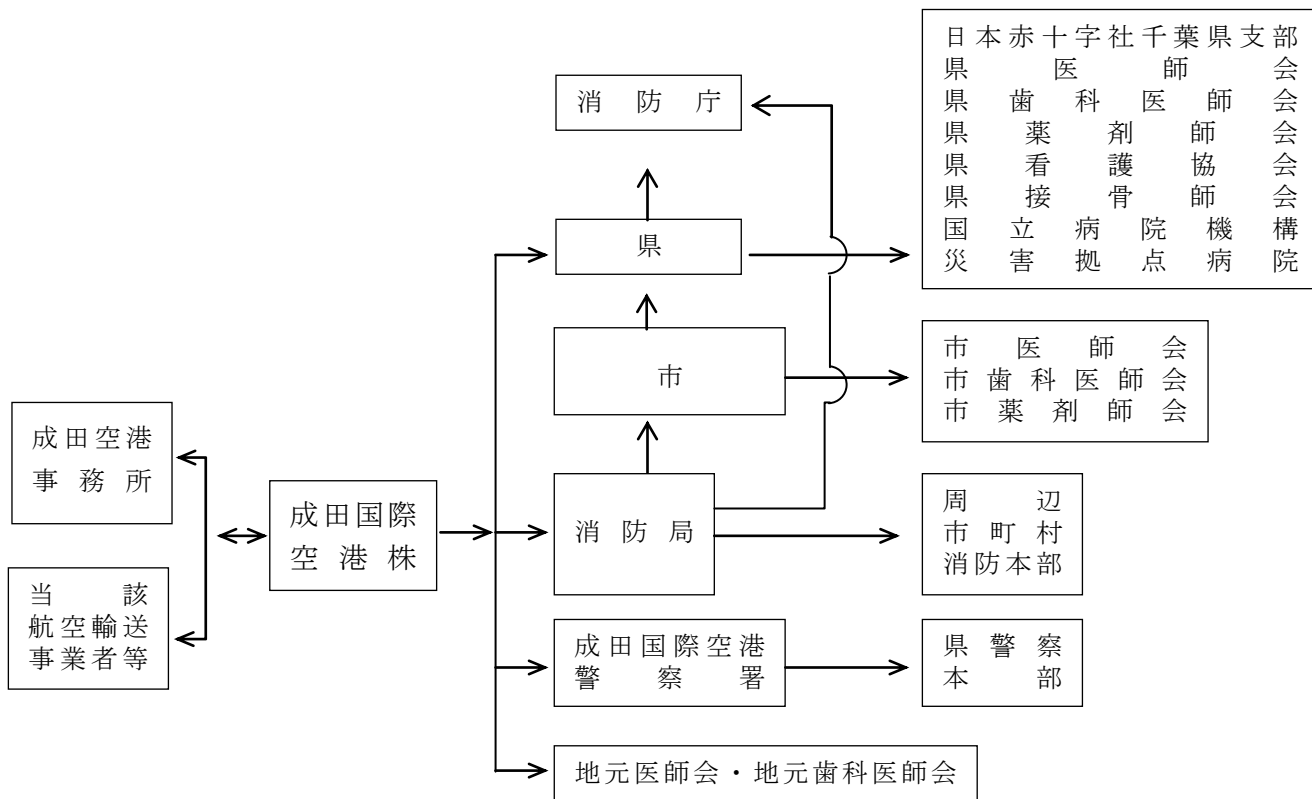 日本赤十字社千葉県支部
県医師会
県歯科医師会
県薬剤師会
県看護協会
県接骨師会
国立病院機構
災害拠点病院
消防庁
県
市
市医師会
市歯科医師会
市薬剤師会
成田空港
事務所
成田国際
空港株
消防局
周辺
市町村
消防本部
当該
航空輸送
事業者等
成田国際空港
警察署
県警察
本部
地元医師会・地元歯科医師会